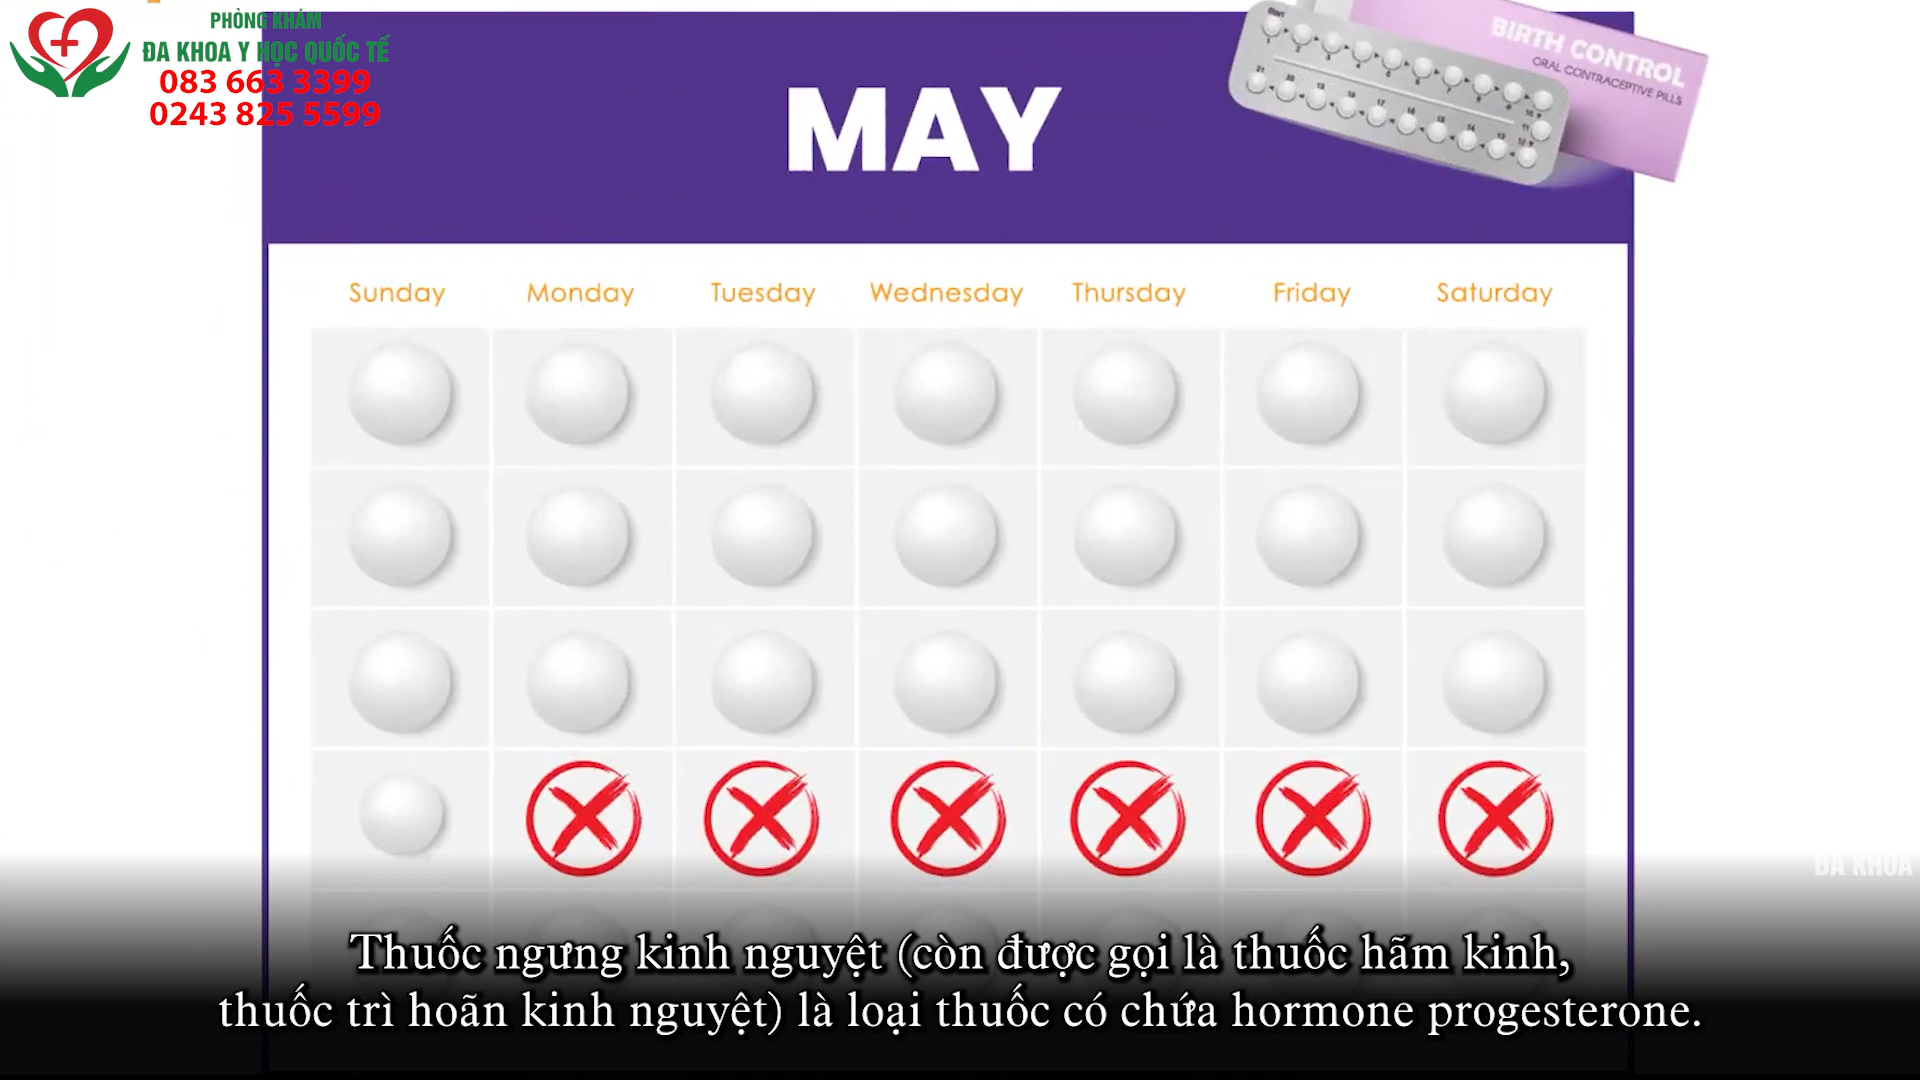 PHÒNG KHÁM
ĐA KHOA Y HỌC QUỐC TẾ
083 663 3399
0243 825 5599
MAY
BIRTH CONTROL
ORAL CONTRACEPTIVE PILLS
Sunday Monday Tuesday Wednesday Thursday Friday Saturday
ĐA KHOA
Thuốc ngưng kinh nguyệt (còn được gọi là thuốc hãm kinh,
thuốc trì hoãn kinh nguyệt) là loại thuốc có chứa hormone progesterone.